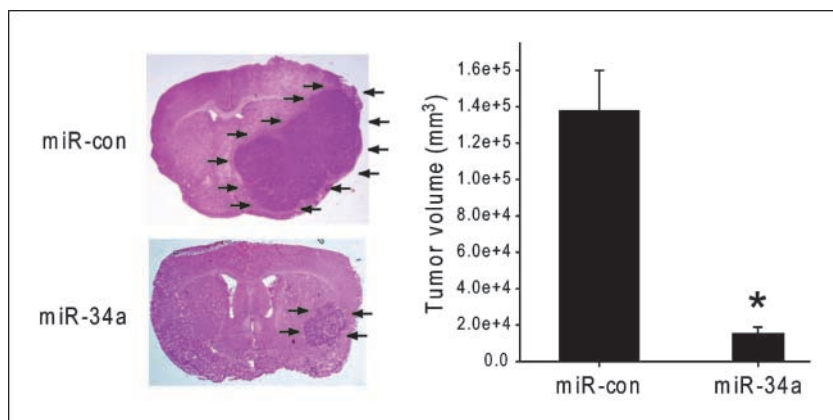 miR-con
miR-34a
Tumor volume (mm³)
1.6e+5
1.4e+5
1.2e+5
1.0e+5
8.0e+4
6.0e+4
4.0e+4
2.0e+4
0.0
*
miR-con
miR-34a